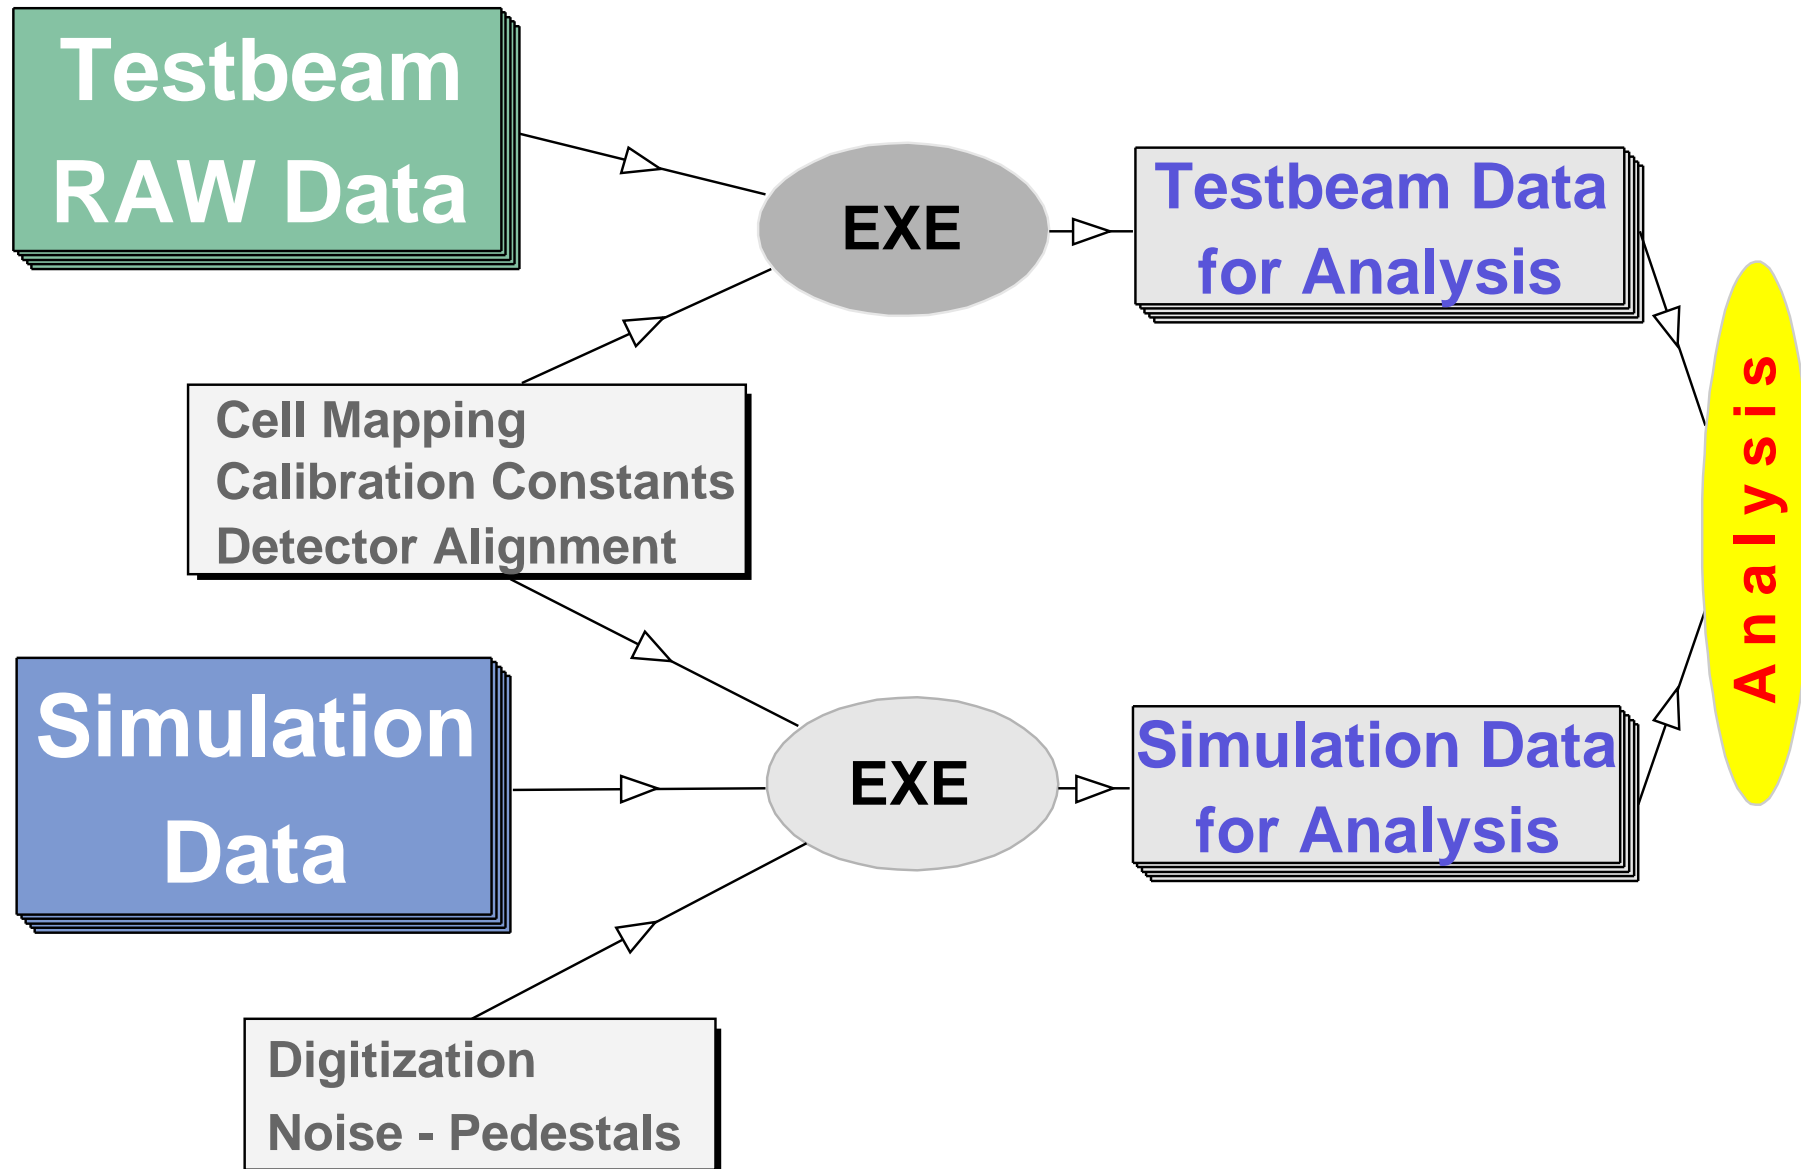 Testbeam
RAW Data
EXE
Testbeam Data
for Analysis
Cell Mapping
Calibration Constants
Detector Alignment
Analysis
Simulation
Data
EXE
Simulation Data
for Analysis
Digitization
Noise - Pedestals